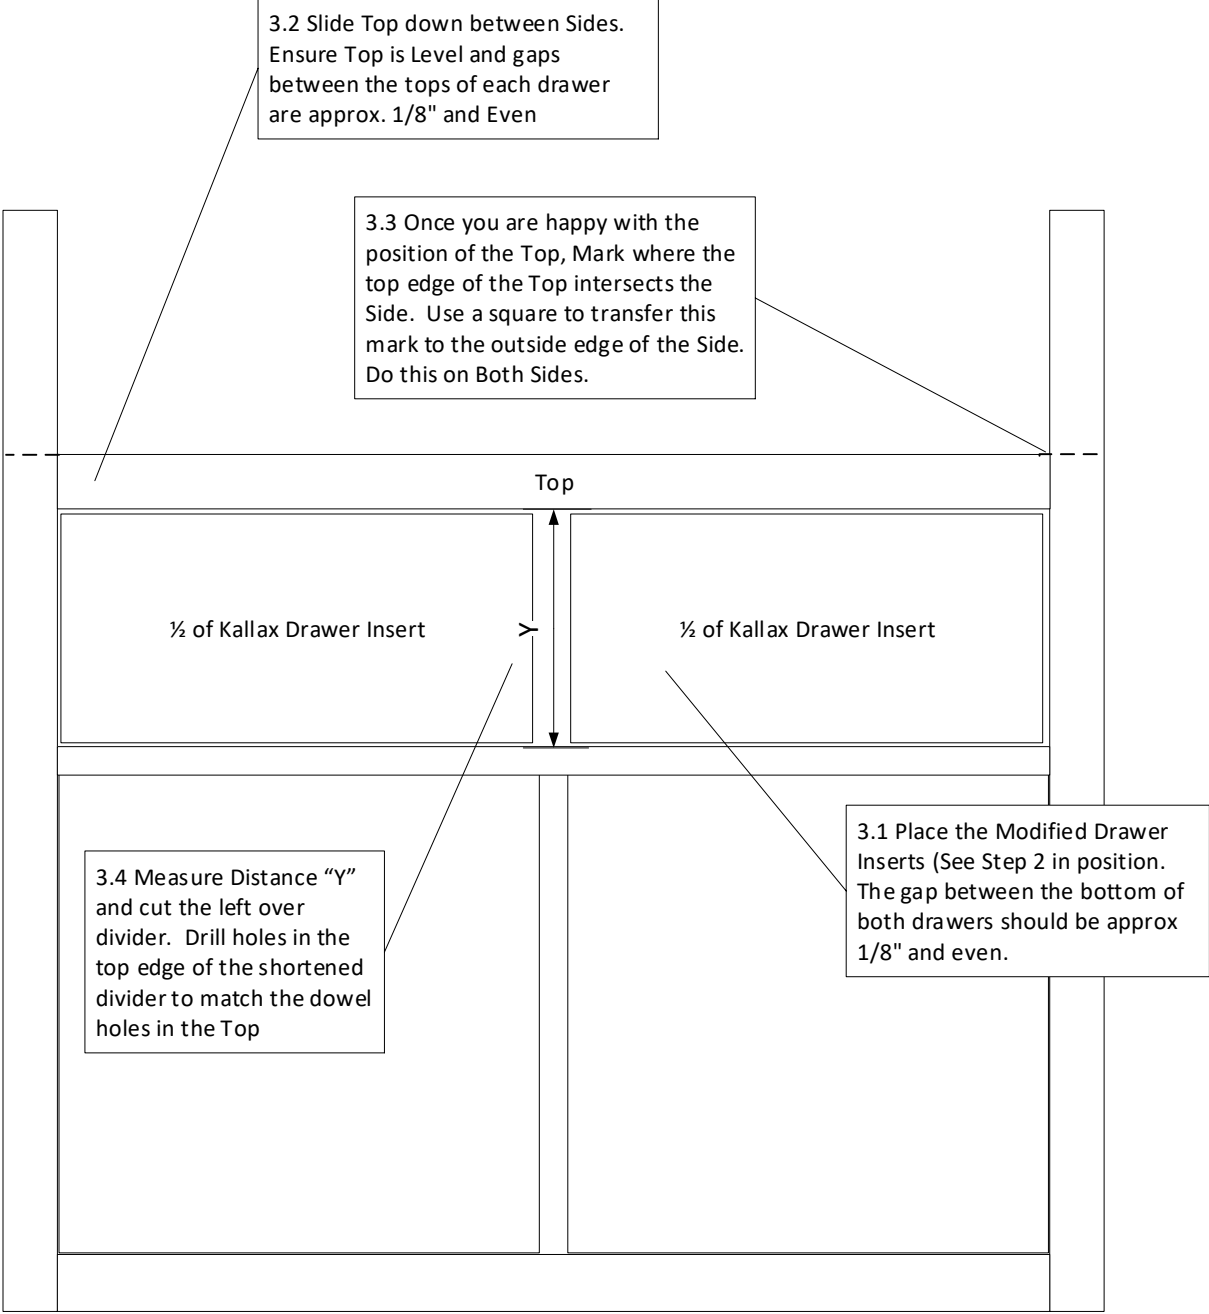 3.2 Slide Top down between Sides.
Ensure Top is Level and gaps
between the tops of each drawer
are approx. 1/8" and Even
3.3 Once you are happy with the
position of the Top, Mark where the
top edge of the Top intersects the
Side.  Use a square to transfer this
mark to the outside edge of the Side.
Do this on Both Sides.
Top
½ of Kallax Drawer Insert
Y
½ of Kallax Drawer Insert
3.1 Place the Modified Drawer
Inserts (See Step 2 in position.
The gap between the bottom of
both drawers should be approx
1/8" and even.
3.4 Measure Distance “Y”
and cut the left over
divider.  Drill holes in the
top edge of the shortened
divider to match the dowel
holes in the Top